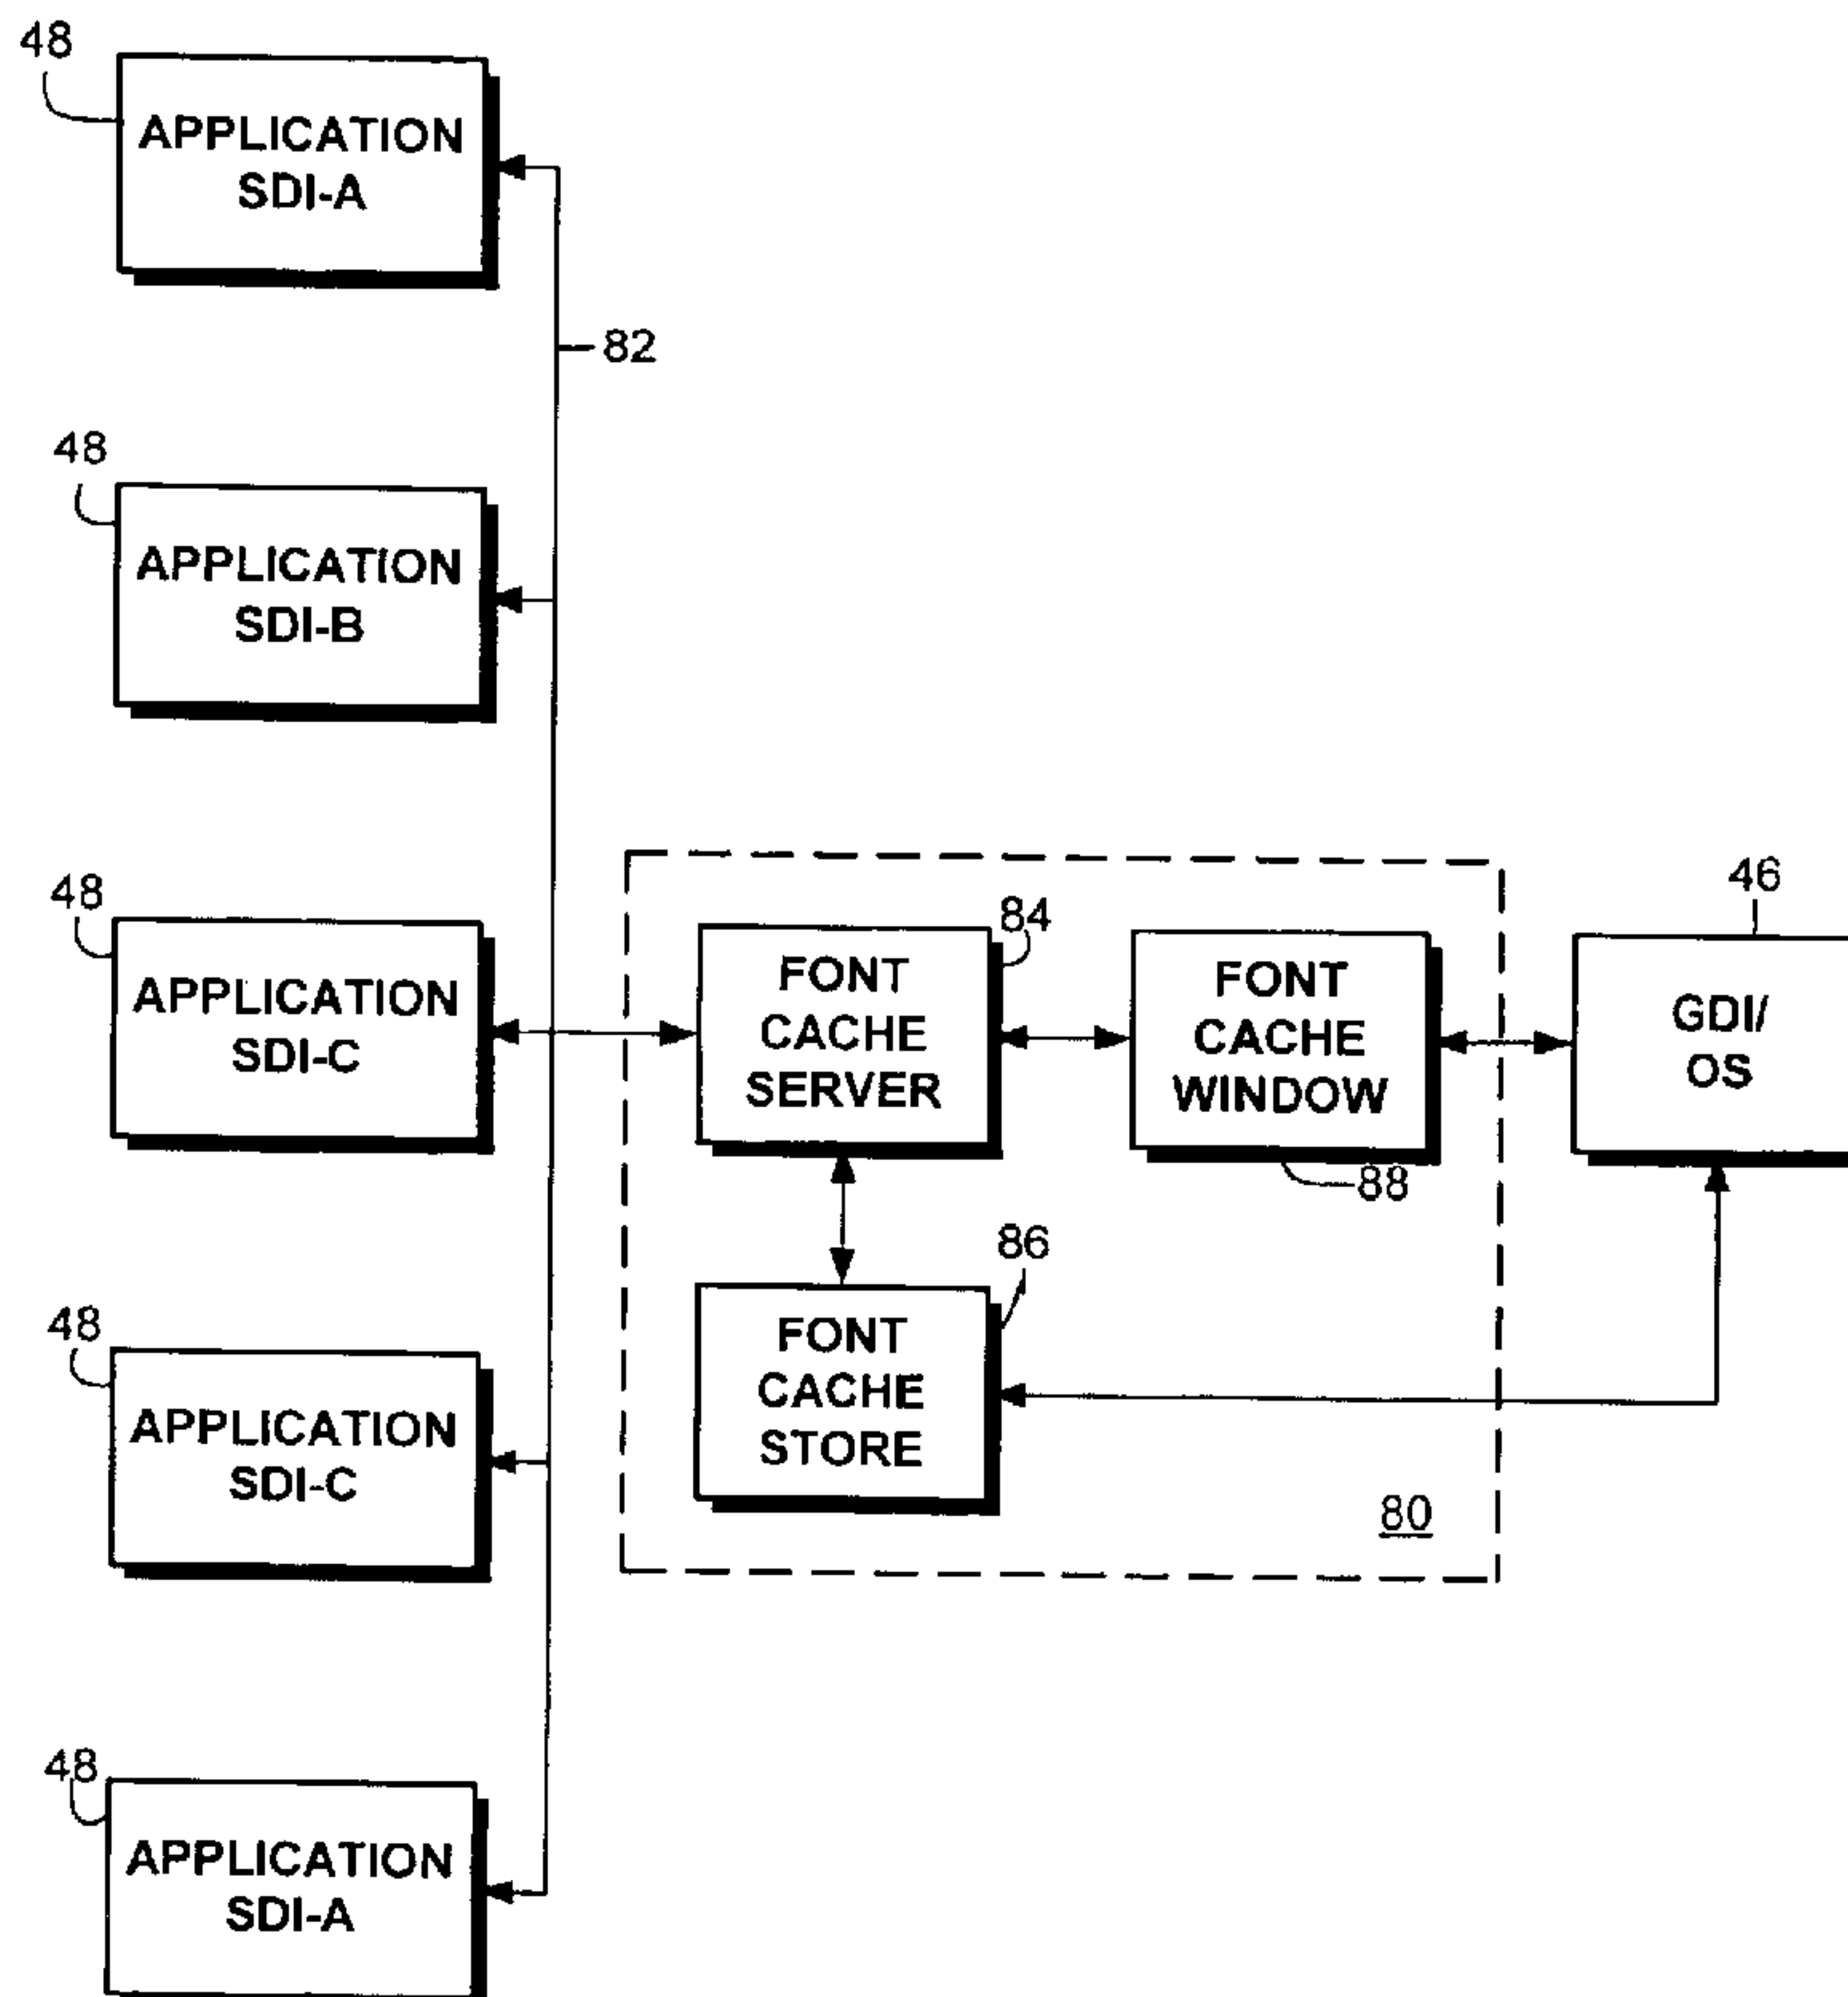 48
APPLICATION
SDI-A
82
48
APPLICATION
SDI-B
48
APPLICATION
SDI-C
84
FONT
CACHE
SERVER
FONT
CACHE
WINDOW
88
46
GDI/
OS
86
FONT
CACHE
STORE
80
48
APPLICATION
SDI-C
48
APPLICATION
SDI-A